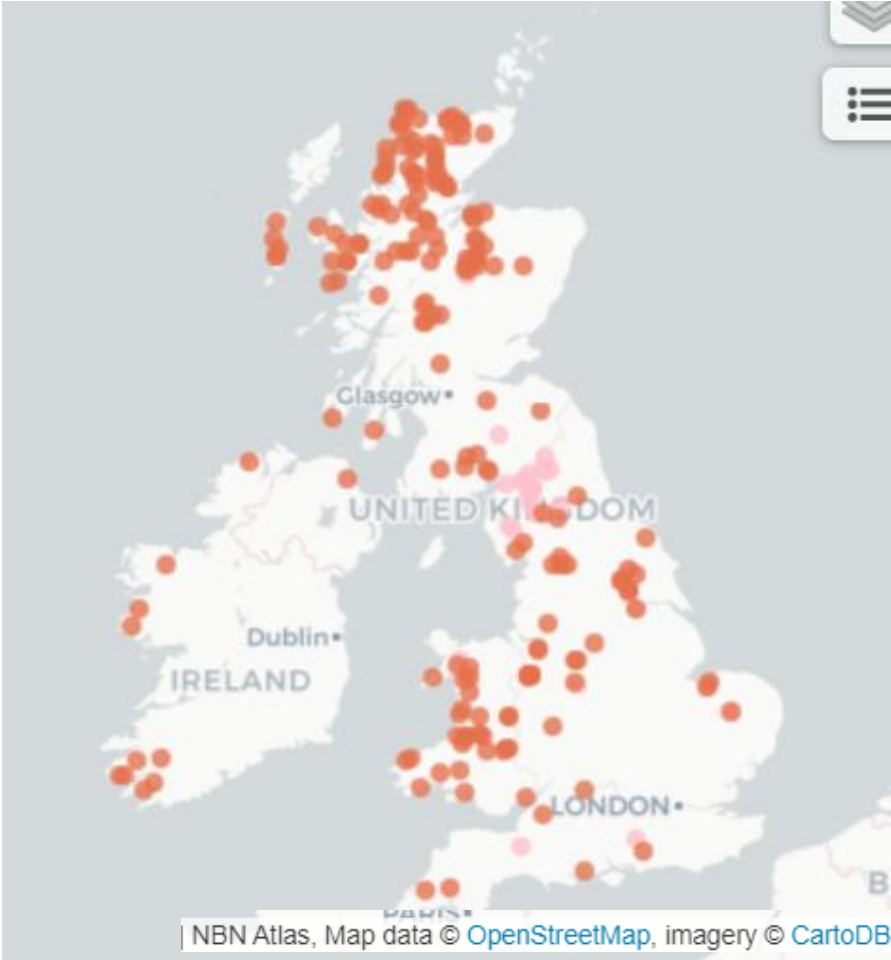 Glasgow
UNITED KINGDOM
Dublin
IRELAND
LONDON
B
PARIS
| NBN Atlas, Map data © OpenStreetMap, imagery © CartoDB